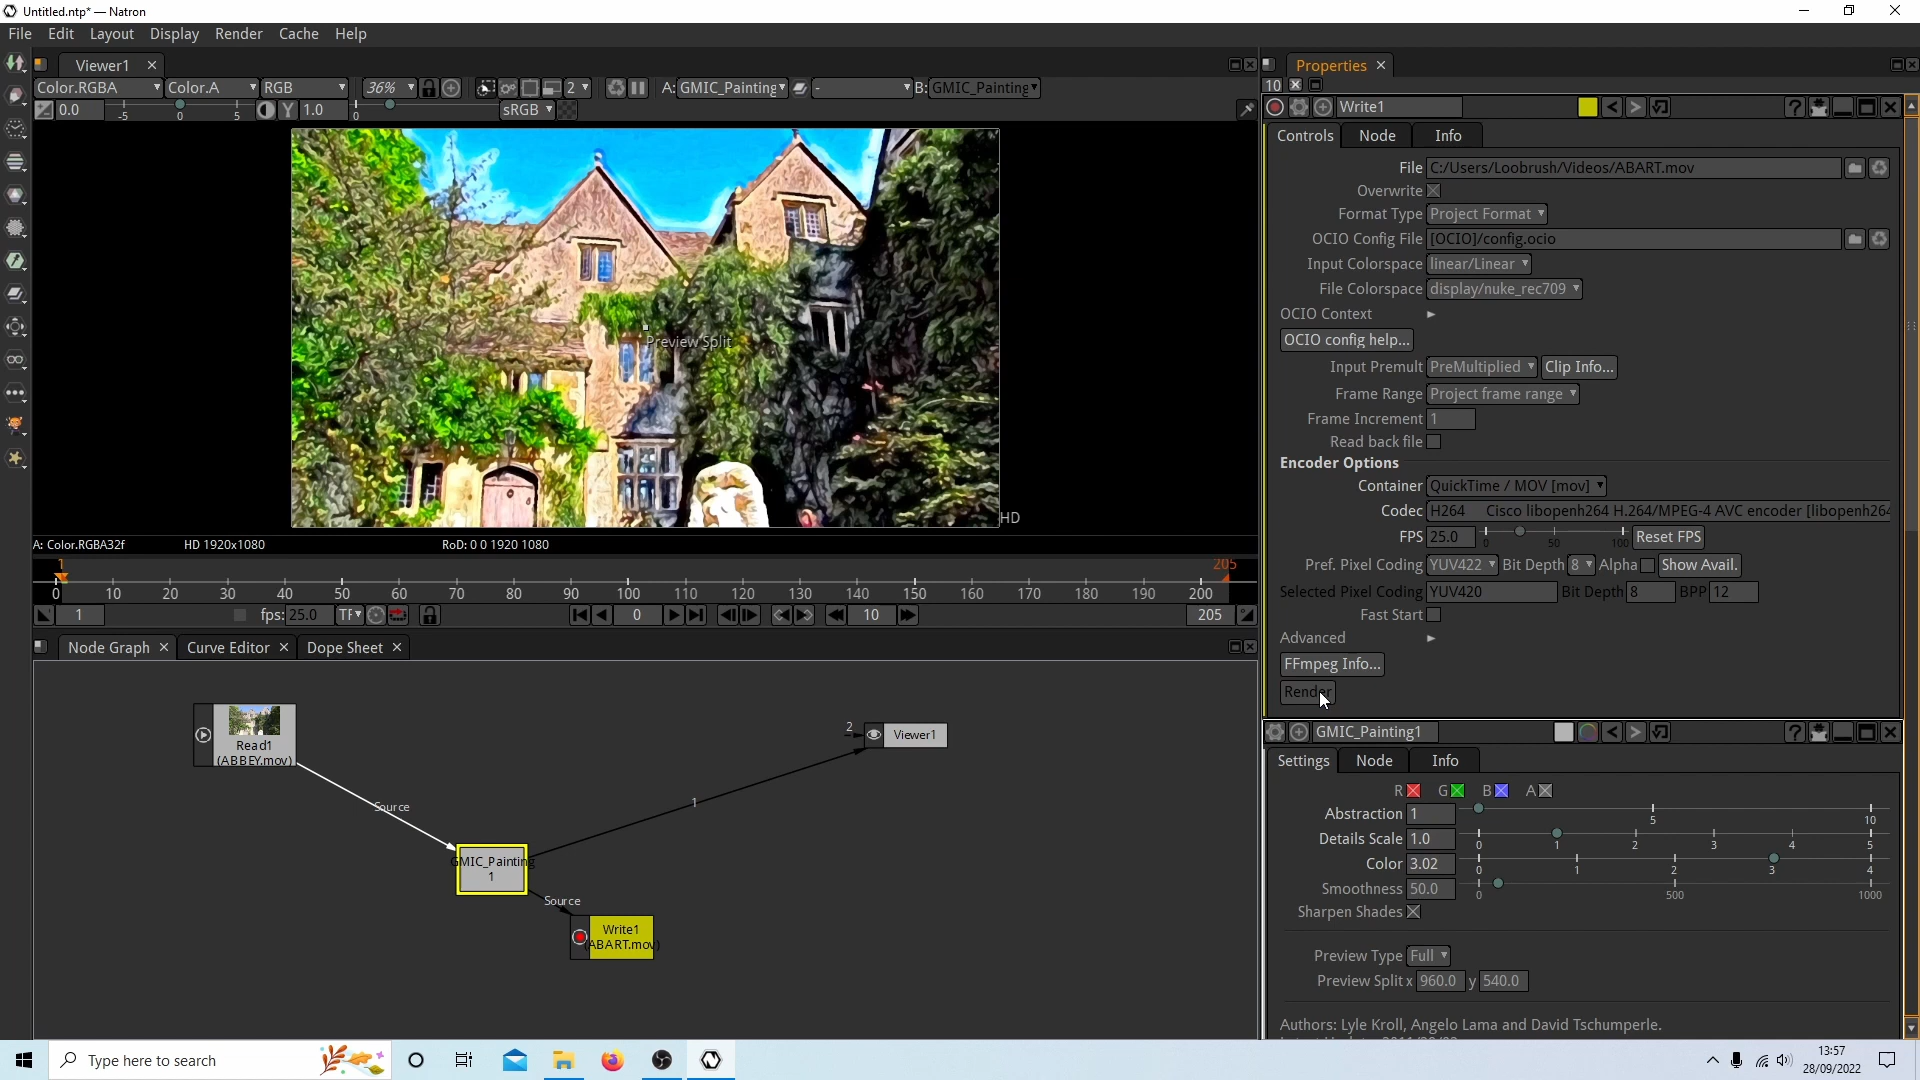 Untitled.ntp* — Natron
File Edit Layout Display Render Cache Help
Viewer1
Properties
Color.RGBA Color.A RGB 36% 2 A: GMIC_Painting - B: GMIC_Painting
10
0.0 -5 0 5 Y 1.0 0 sRGB
Write1
Controls Node Info
File C:/Users/Loobrush/Videos/ABART.mov
Overwrite
Format Type Project Format
OCIO Config File [OCIO]/config.ocio
Input Colorspace linear/Linear
File Colorspace display/nuke_rec709
OCIO Context
OCIO config help...
Input Premult PreMultiplied Clip Info...
Frame Range Project frame range
Frame Increment 1
Read back file
Encoder Options
Container QuickTime / MOV [mov]
Codec H264 Cisco libopenh264 H.264/MPEG-4 AVC encoder [libopenh264
FPS 25.0 0 50 100 Reset FPS
Pref. Pixel Coding YUV422 Bit Depth 8 Alpha Show Avail.
Selected Pixel Coding YUV420 Bit Depth 8 BPP 12
Fast Start
Advanced
FFmpeg Info...
Render
Preview Split
HD
A: Color.RGBA32f HD 1920x1080 RoD: 0 0 1920 1080
1 205
0 10 20 30 40 50 60 70 80 90 100 110 120 130 140 150 160 170 180 190 200
1 fps: 25.0 TF 0 10 205
Node Graph Curve Editor Dope Sheet
Read1
(ABBEY.mov)
Source
GMIC_Painting
1
Source
Write1
(ABART.mov)
1
2
Viewer1
GMIC_Painting1
Settings Node Info
R G B A
Abstraction 1 5 10
Details Scale 1.0 0 1 2 3 4 5
Color 3.02 0 1 2 3 4
Smoothness 50.0 0 500 1000
Sharpen Shades
Preview Type Full
Preview Split x 960.0 y 540.0
Authors: Lyle Kroll, Angelo Lama and David Tschumperle.
Type here to search
13:57
28/09/2022